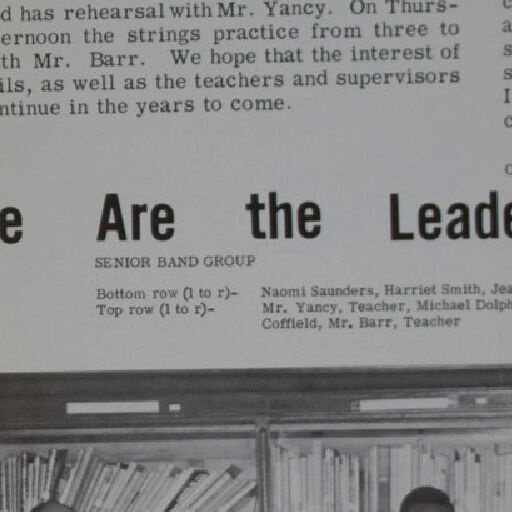 d has rehearsal with Mr. Yancy. On Thurs-
ernoon the strings practice from three to
th Mr. Barr. We hope that the interest of
ils, as well as the teachers and supervisors
ntinue in the years to come.
e Are the Leade
SENIOR BAND GROUP
Bottom row (l to r)- Naomi Saunders, Harriet Smith, Jea
Top row (l to r)- Mr. Yancy, Teacher, Michael Dolph
Coffield, Mr. Barr, Teacher